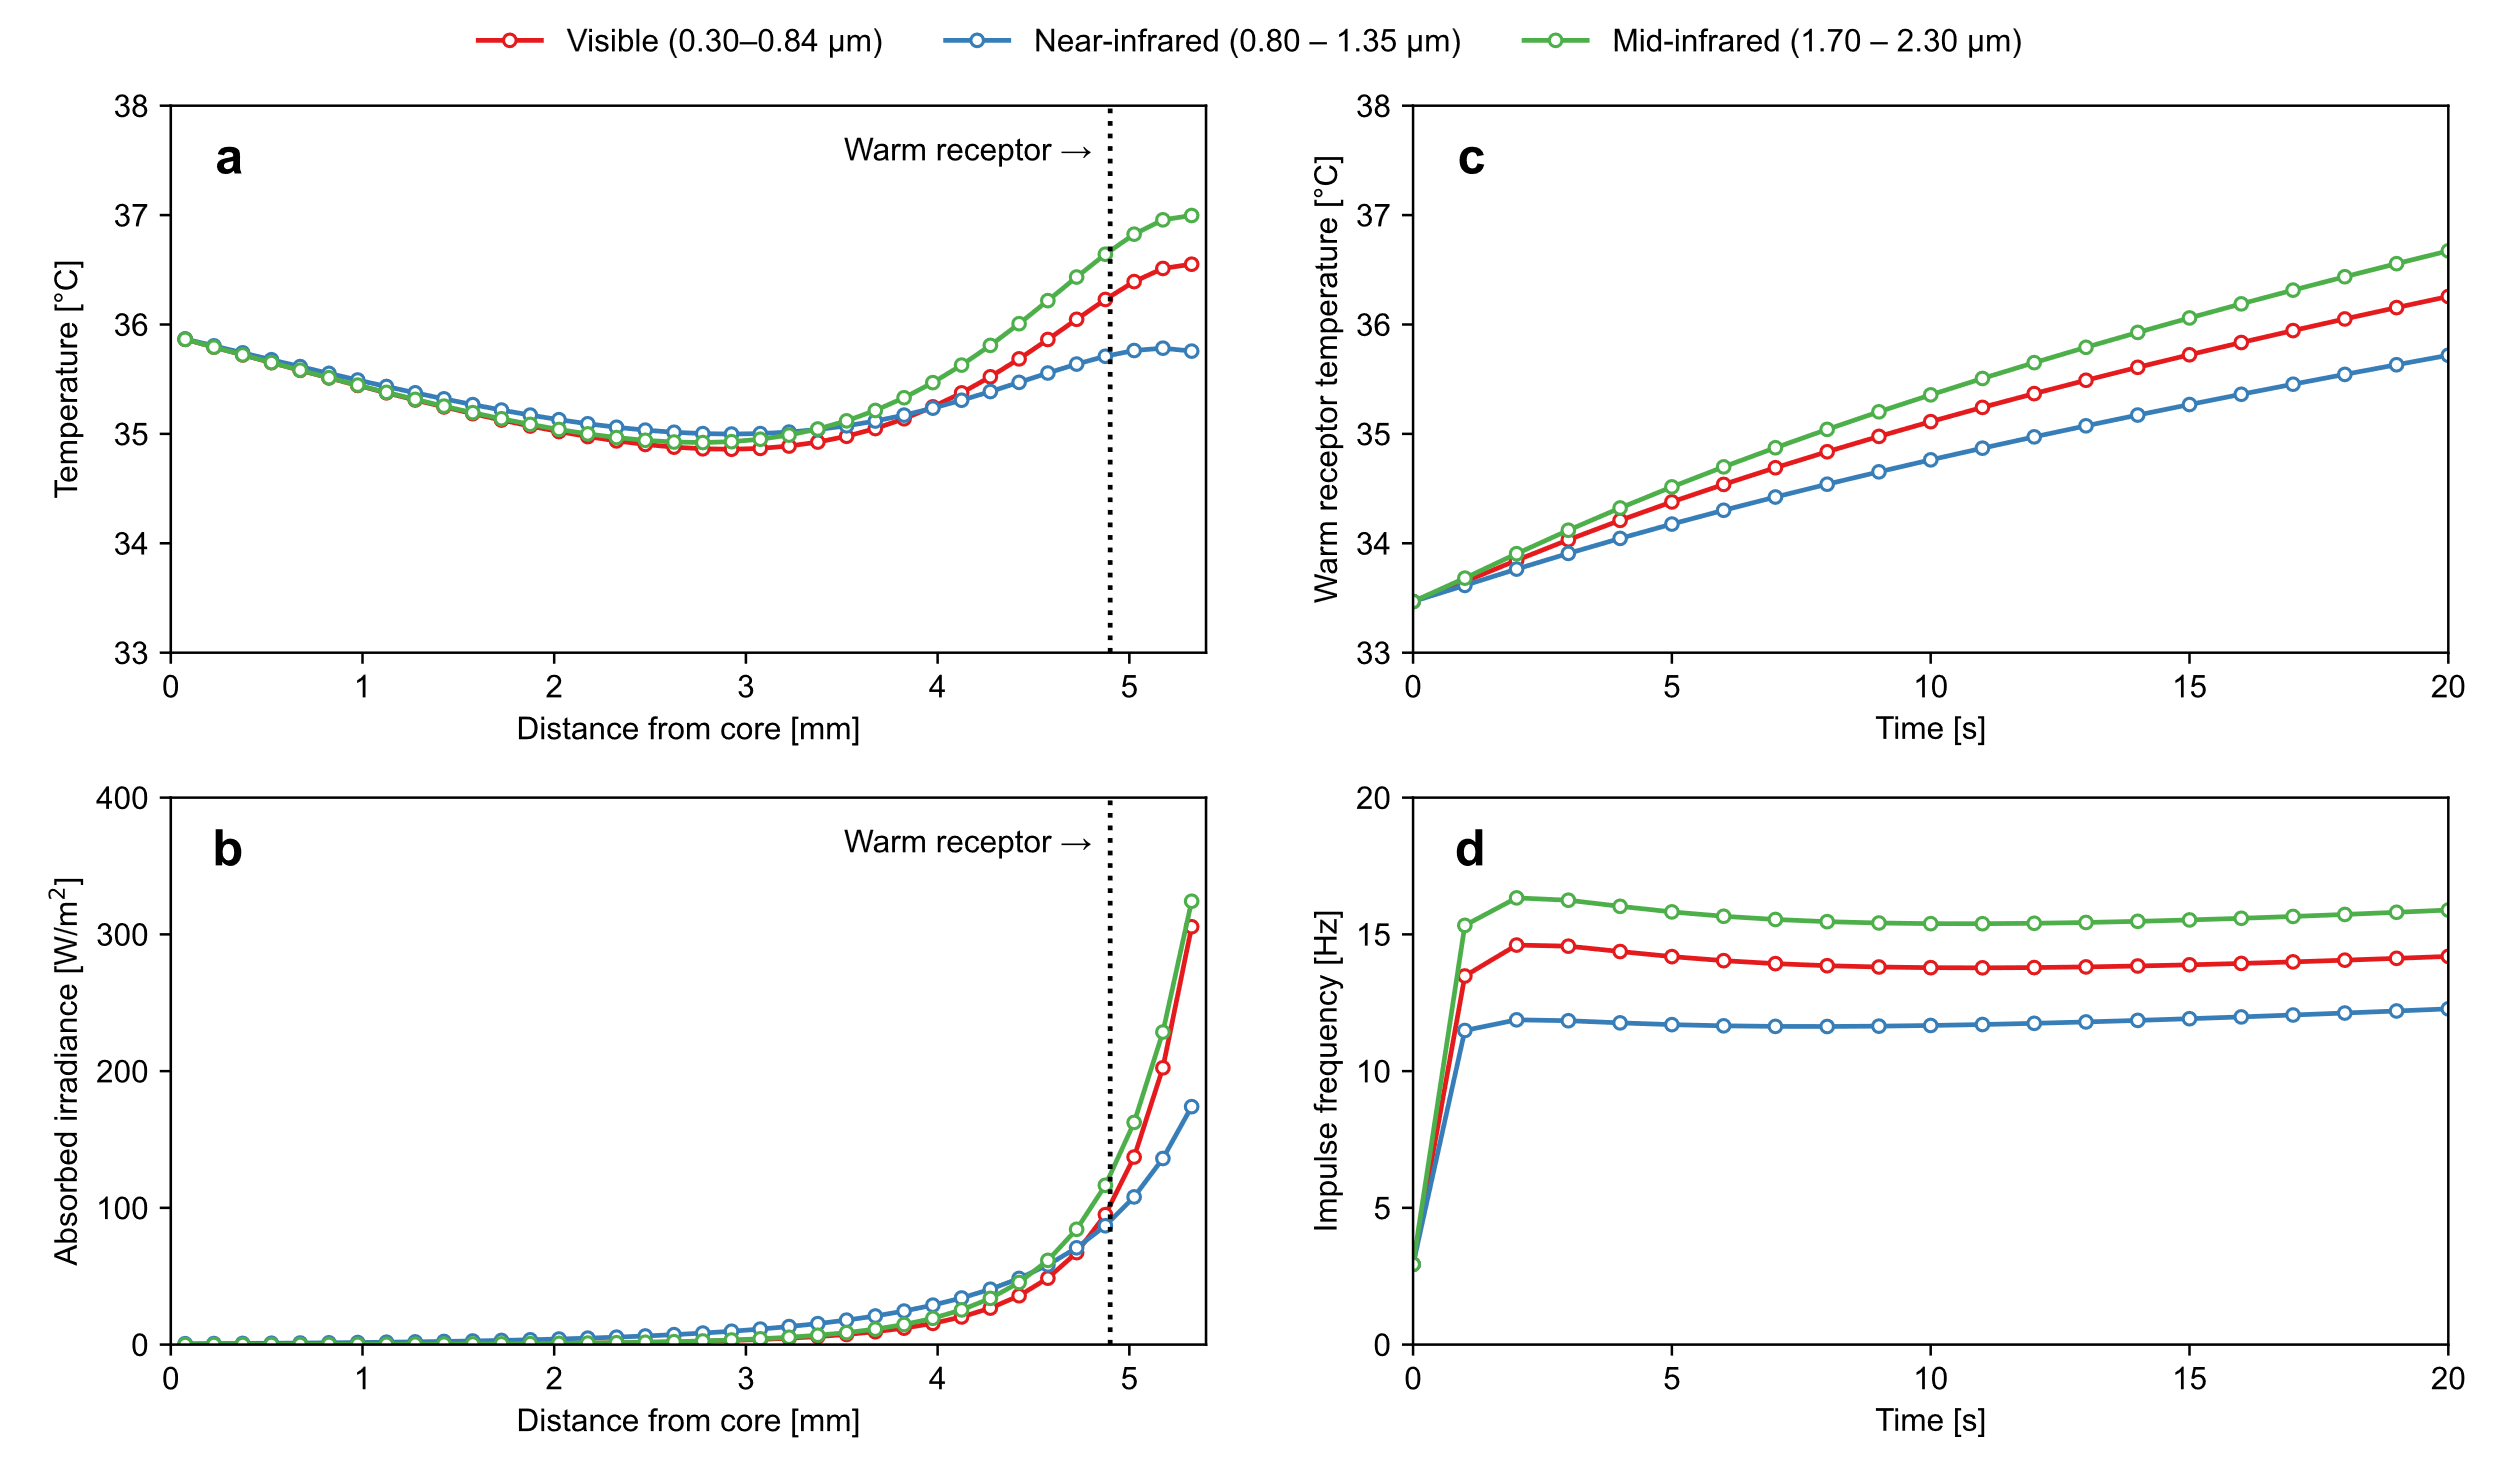 Visible (0.30–0.84 µm) Near-infrared (0.80 – 1.35 µm) Mid-infrared (1.70 – 2.30 µm)
a
Warm receptor →
Temperature [°C]
38
37
36
35
34
33
0 1 2 3 4 5
Distance from core [mm]
c
Warm receptor temperature [°C]
38
37
36
35
34
33
0 5 10 15 20
Time [s]
b
Warm receptor →
Absorbed irradiance [W/m²]
400
300
200
100
0
0 1 2 3 4 5
Distance from core [mm]
d
Impulse frequency [Hz]
20
15
10
5
0
0 5 10 15 20
Time [s]